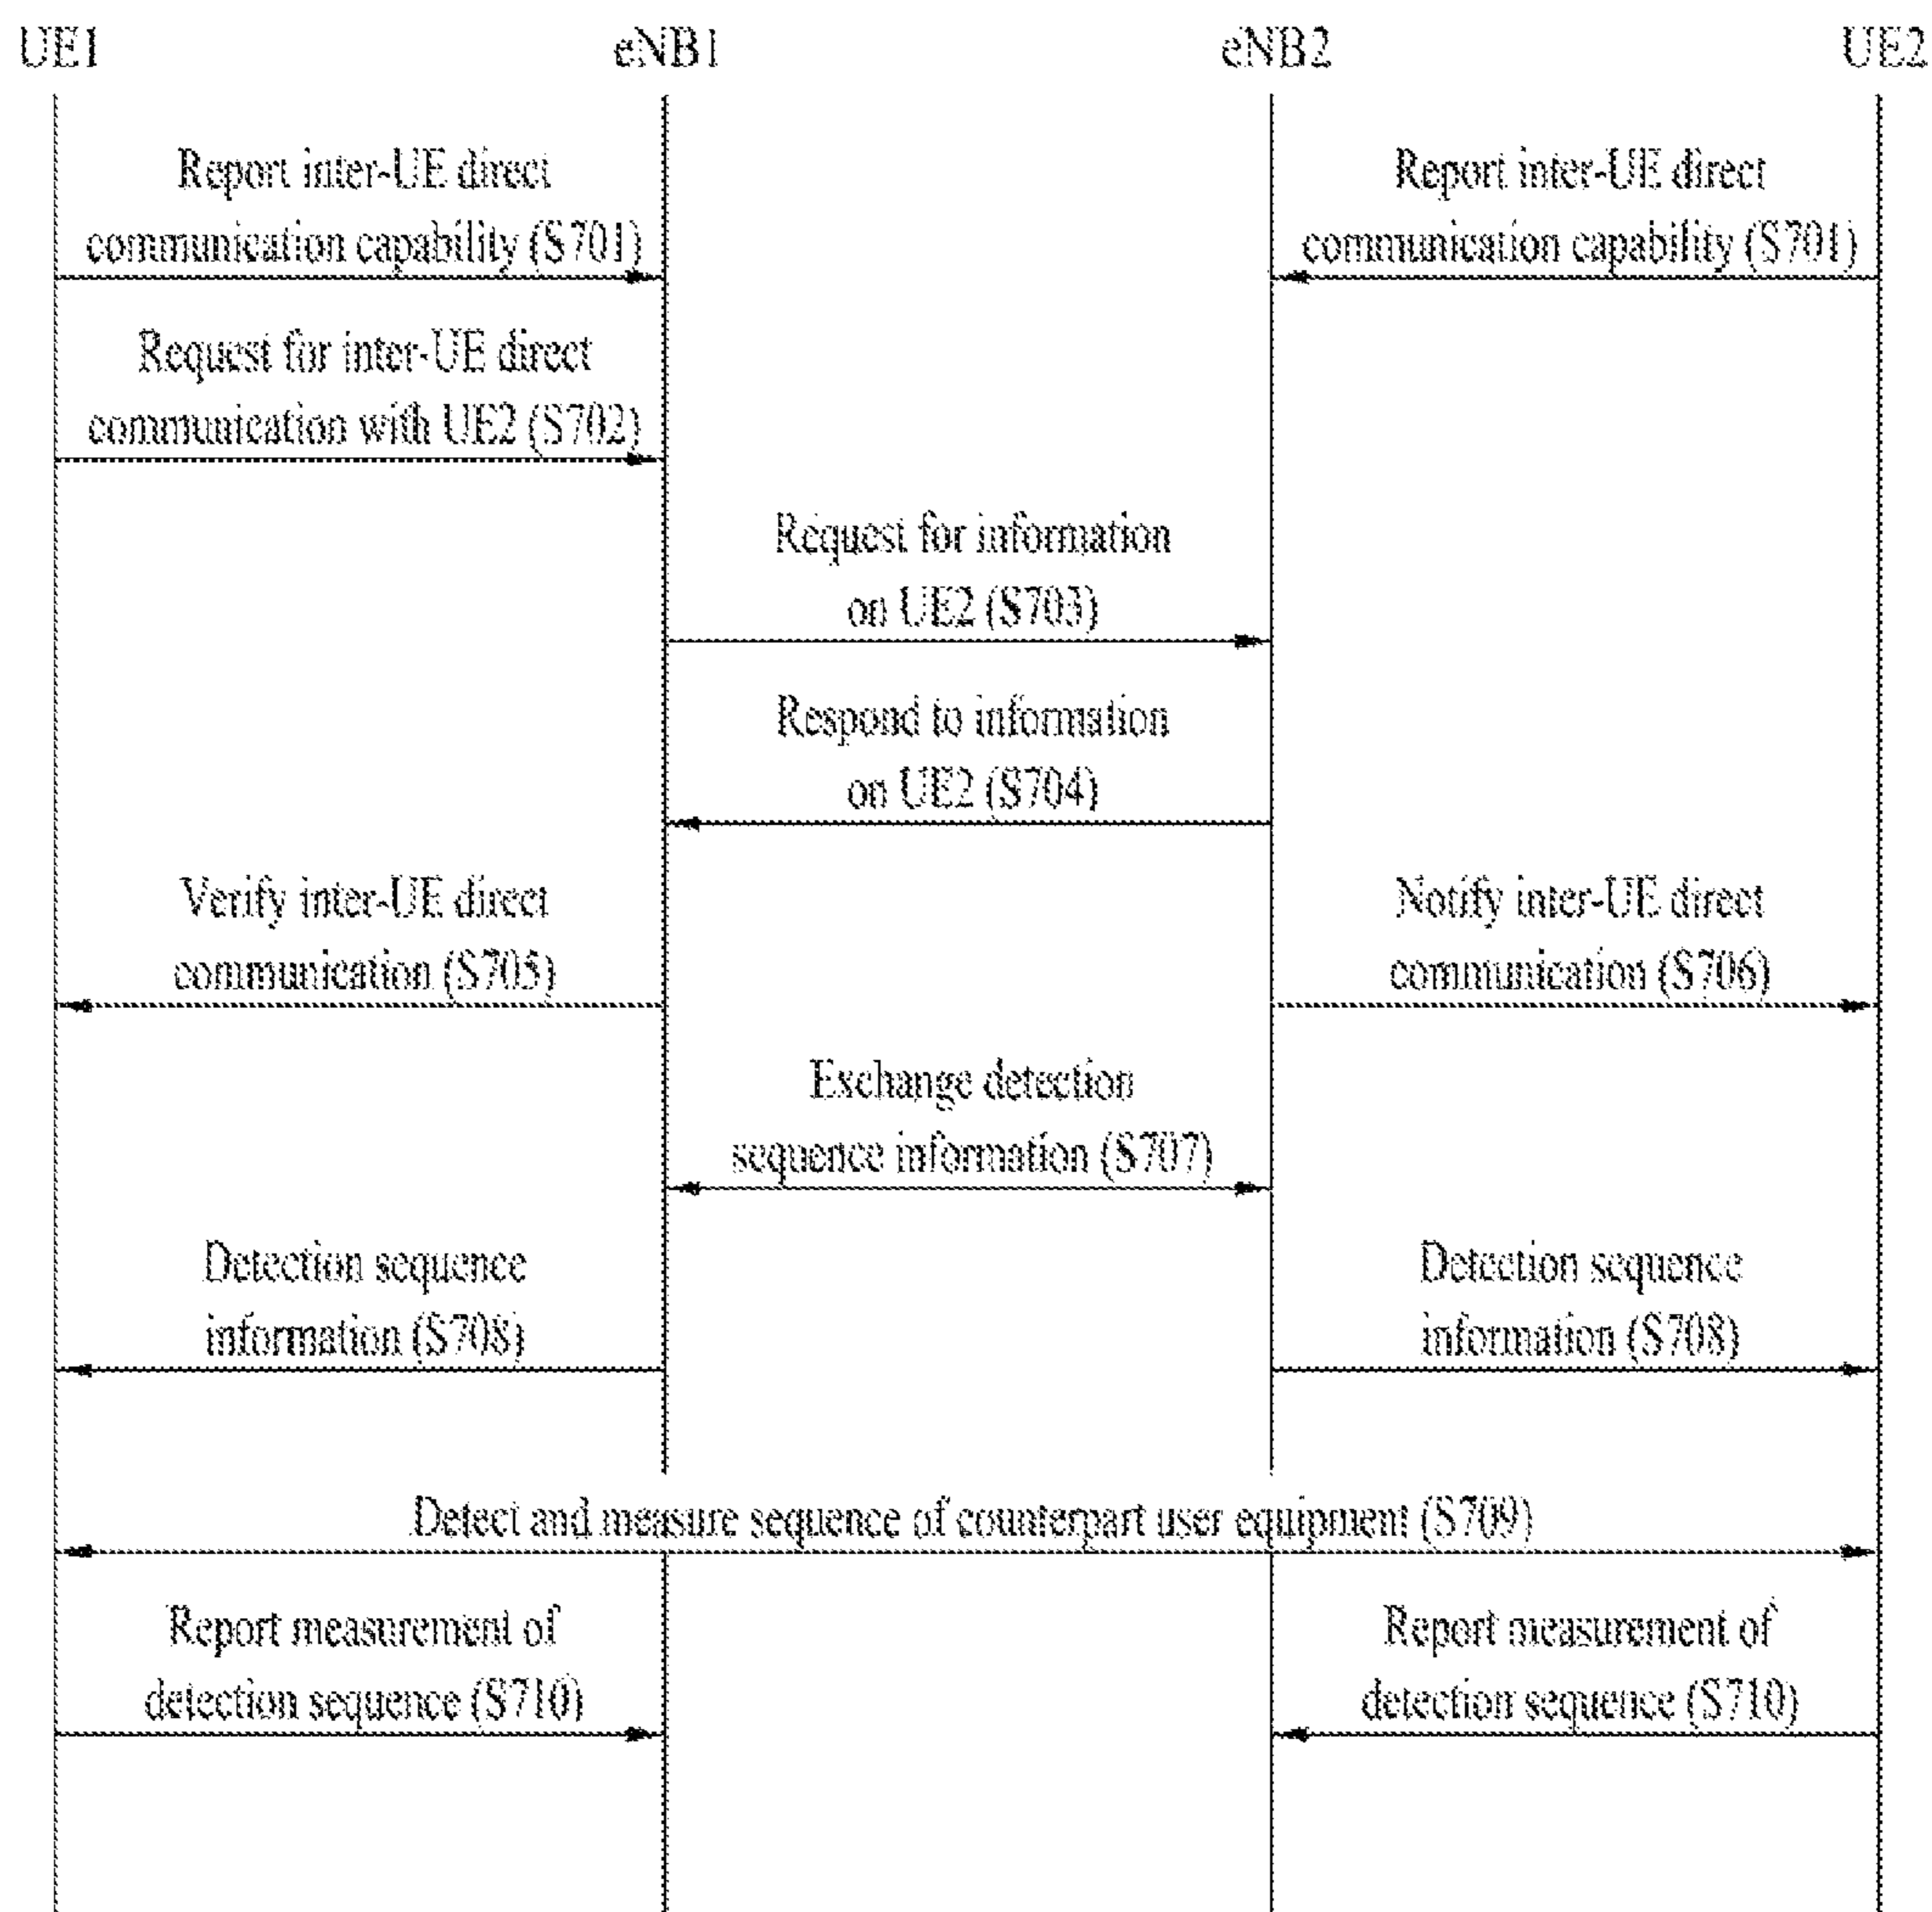 UE1
eNB1
eNB2
UE2
Report inter-UE direct
communication capability (S701)
Report inter-UE direct
communication capability (S701)
Request for inter-UE direct
communication with UE2 (S702)
Request for information
on UE2 (S703)
Respond to information
on UE2 (S704)
Verify inter-UE direct
communication (S705)
Notify inter-UE direct
communication (S706)
Exchange detection
sequence information (S707)
Detection sequence
information (S708)
Detection sequence
information (S708)
Detect and measure sequence of counterpart user equipment (S709)
Report measurement of
detection sequence (S710)
Report measurement of
detection sequence (S710)